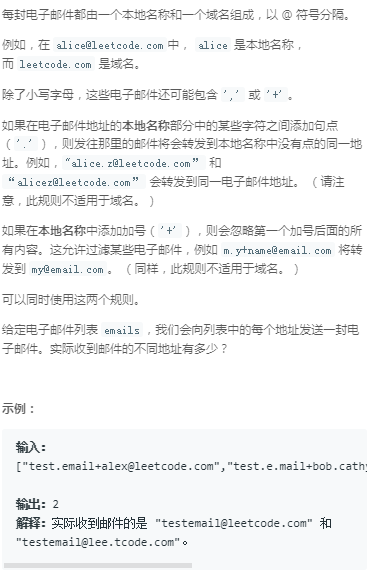 每封电子邮件都由一个本地名称和一个域名组成，以 @ 符号分隔。
例如，在 alice@leetcode.com中， alice 是本地名称，
而 leetcode.com 是域名。
除了小写字母，这些电子邮件还可能包含 ',' 或 '+' 。
如果在电子邮件地址的本地名称部分中的某些字符之间添加句点
（'.'），则发往那里的邮件将会转发到本地名称中没有点的同一地
址。例如，“alice.z@leetcode.com” 和
“alicez@leetcode.com” 会转发到同一电子邮件地址。 （请注
意，此规则不适用于域名。）
如果在本地名称中添加加号（'+'），则会忽略第一个加号后面的所
有内容。这允许过滤某些电子邮件，例如 m.y+name@email.com 将转
发到 my@email.com。 （同样，此规则不适用于域名。）
可以同时使用这两个规则。
给定电子邮件列表 emails，我们会向列表中的每个地址发送一封电
子邮件。实际收到邮件的不同地址有多少？
示例：
输入：
["test.email+alex@leetcode.com","test.e.mail+bob.cathy
输出：2
解释：实际收到邮件的是 "testemail@leetcode.com" 和
"testemail@lee.tcode.com"。